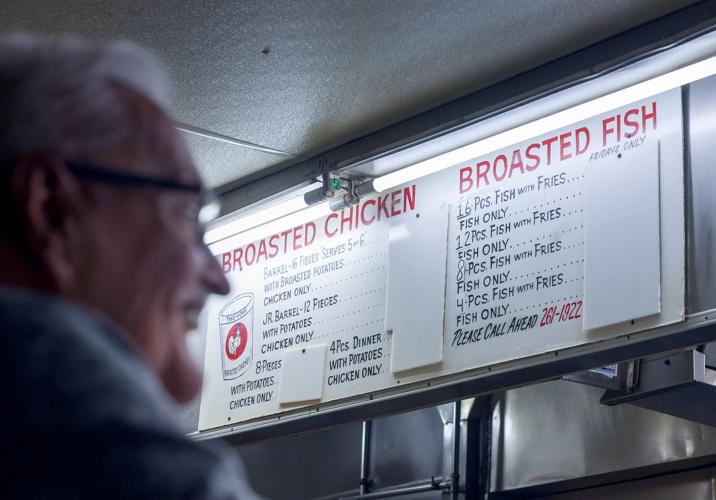 BROASTED CHICKEN
BARREL-16 PIECES "SERVES 5 or 6"
WITH BROASTED POTATOES
CHICKEN ONLY
JR. BARREL-12 PIECES
WITH POTATOES
CHICKEN ONLY
8-PIECES
WITH POTATOES
CHICKEN ONLY
4 Pcs. DINNER
WITH POTATOES
CHICKEN ONLY
BROASTED CHICKEN
BROASTED FISH
FRIDAYS ONLY
16-Pcs. FISH WITH FRIES
FISH ONLY
12 Pcs. FISH WITH FRIES
FISH ONLY
8-Pcs. FISH WITH FRIES
FISH ONLY
4-Pcs. FISH WITH FRIES
FISH ONLY
PLEASE CALL AHEAD 261-1922